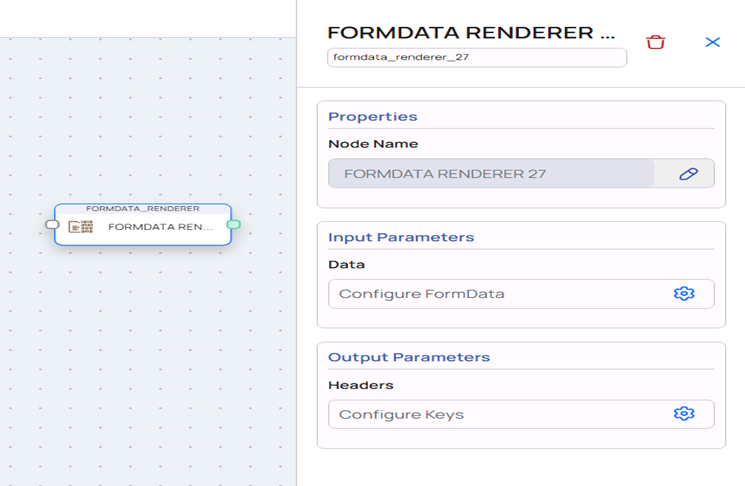 FORMDATA RENDERER ...
formdata_renderer_27
Properties
Node Name
FORMDATA RENDERER 27
FORMDATA_RENDERER
FORMDATA REN...
Input Parameters
Data
Configure FormData
Output Parameters
Headers
Configure Keys